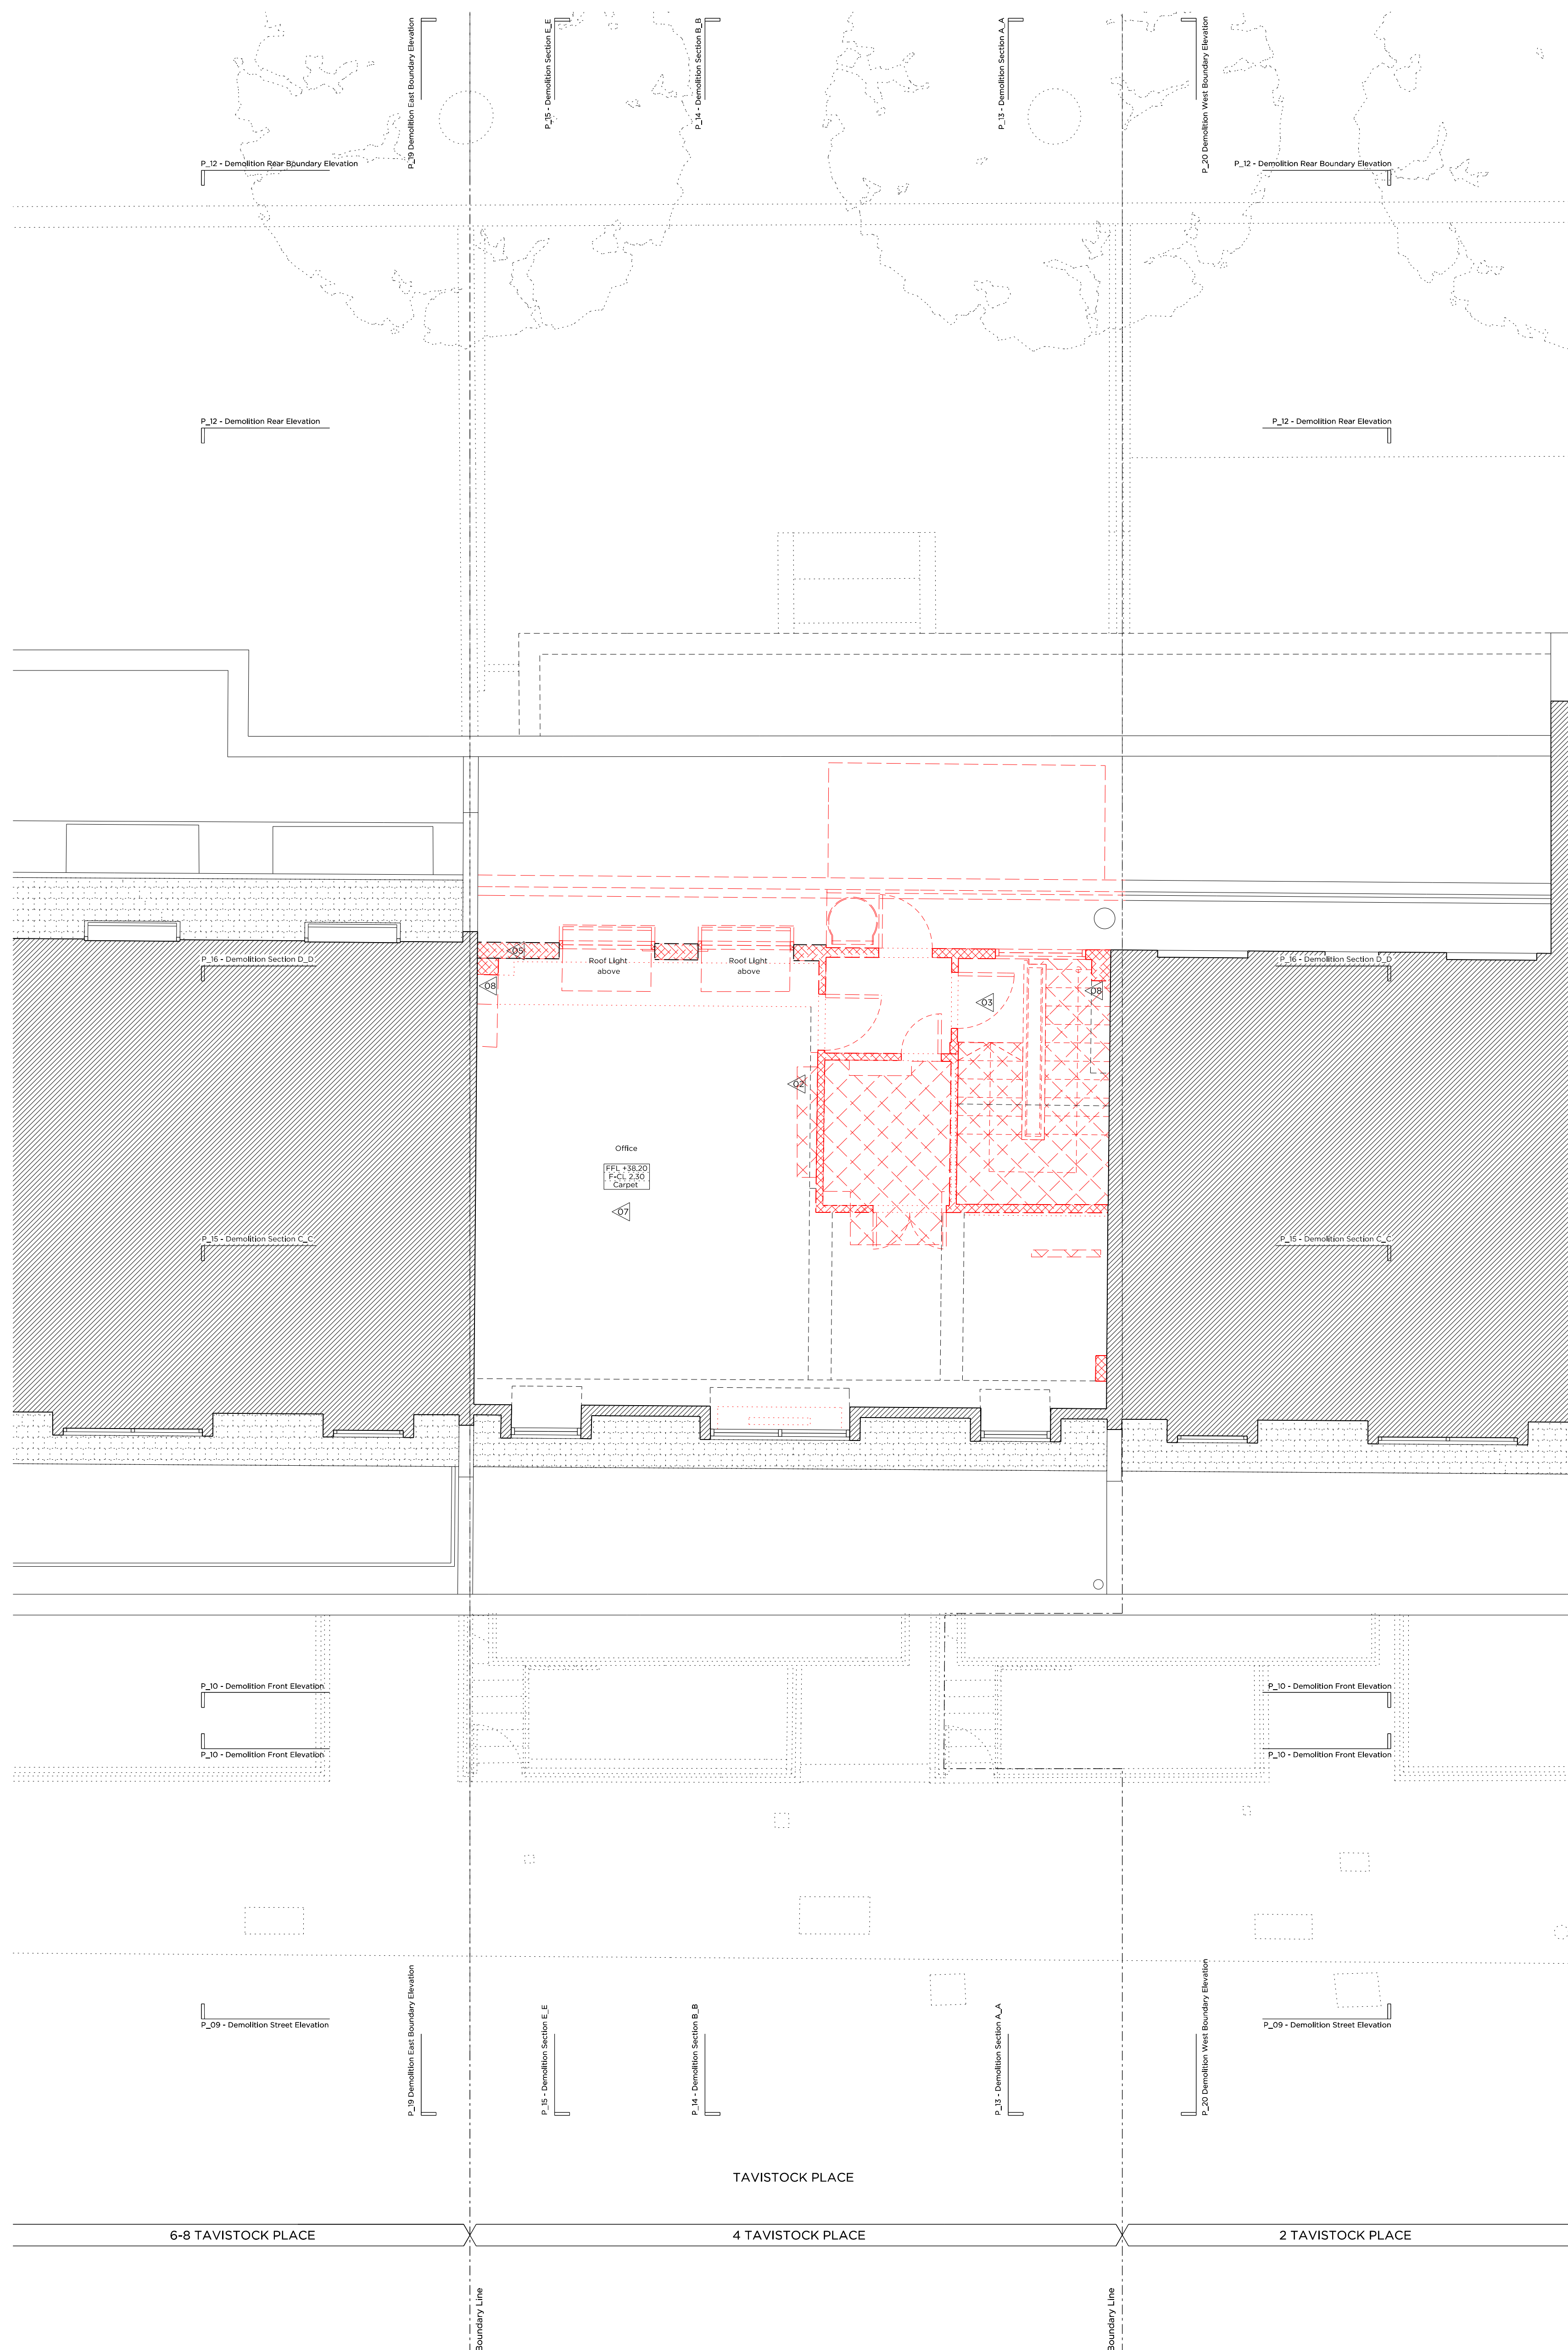 P_19 Demolition East Boundary Elevation
P_15 - Demolition Section E_E
P_14 - Demolition Section B_B
P_13 - Demolition Section A_A
P_20 Demolition West Boundary Elevation
P_12 - Demolition Rear Boundary Elevation
P_12 - Demolition Rear Boundary Elevation
P_12 - Demolition Rear Elevation
P_12 - Demolition Rear Elevation
05
P_16 - Demolition Section D_D
Roof Light
above
Roof Light
above
P_16 - Demolition Section D_D
08
08
03
02
Office
FFL +38,20
F-CL 2,30
Carpet
07
P_15 - Demolition Section C_C
P_15 - Demolition Section C_C
P_10 - Demolition Front Elevation
P_10 - Demolition Front Elevation
P_10 - Demolition Front Elevation
P_10 - Demolition Front Elevation
P_09 - Demolition Street Elevation
P_09 - Demolition Street Elevation
P_19 Demolition East Boundary Elevation
P_15 - Demolition Section E_E
P_14 - Demolition Section B_B
P_13 - Demolition Section A_A
P_20 Demolition West Boundary Elevation
TAVISTOCK PLACE
6-8 TAVISTOCK PLACE
4 TAVISTOCK PLACE
2 TAVISTOCK PLACE
Boundary Line
Boundary Line